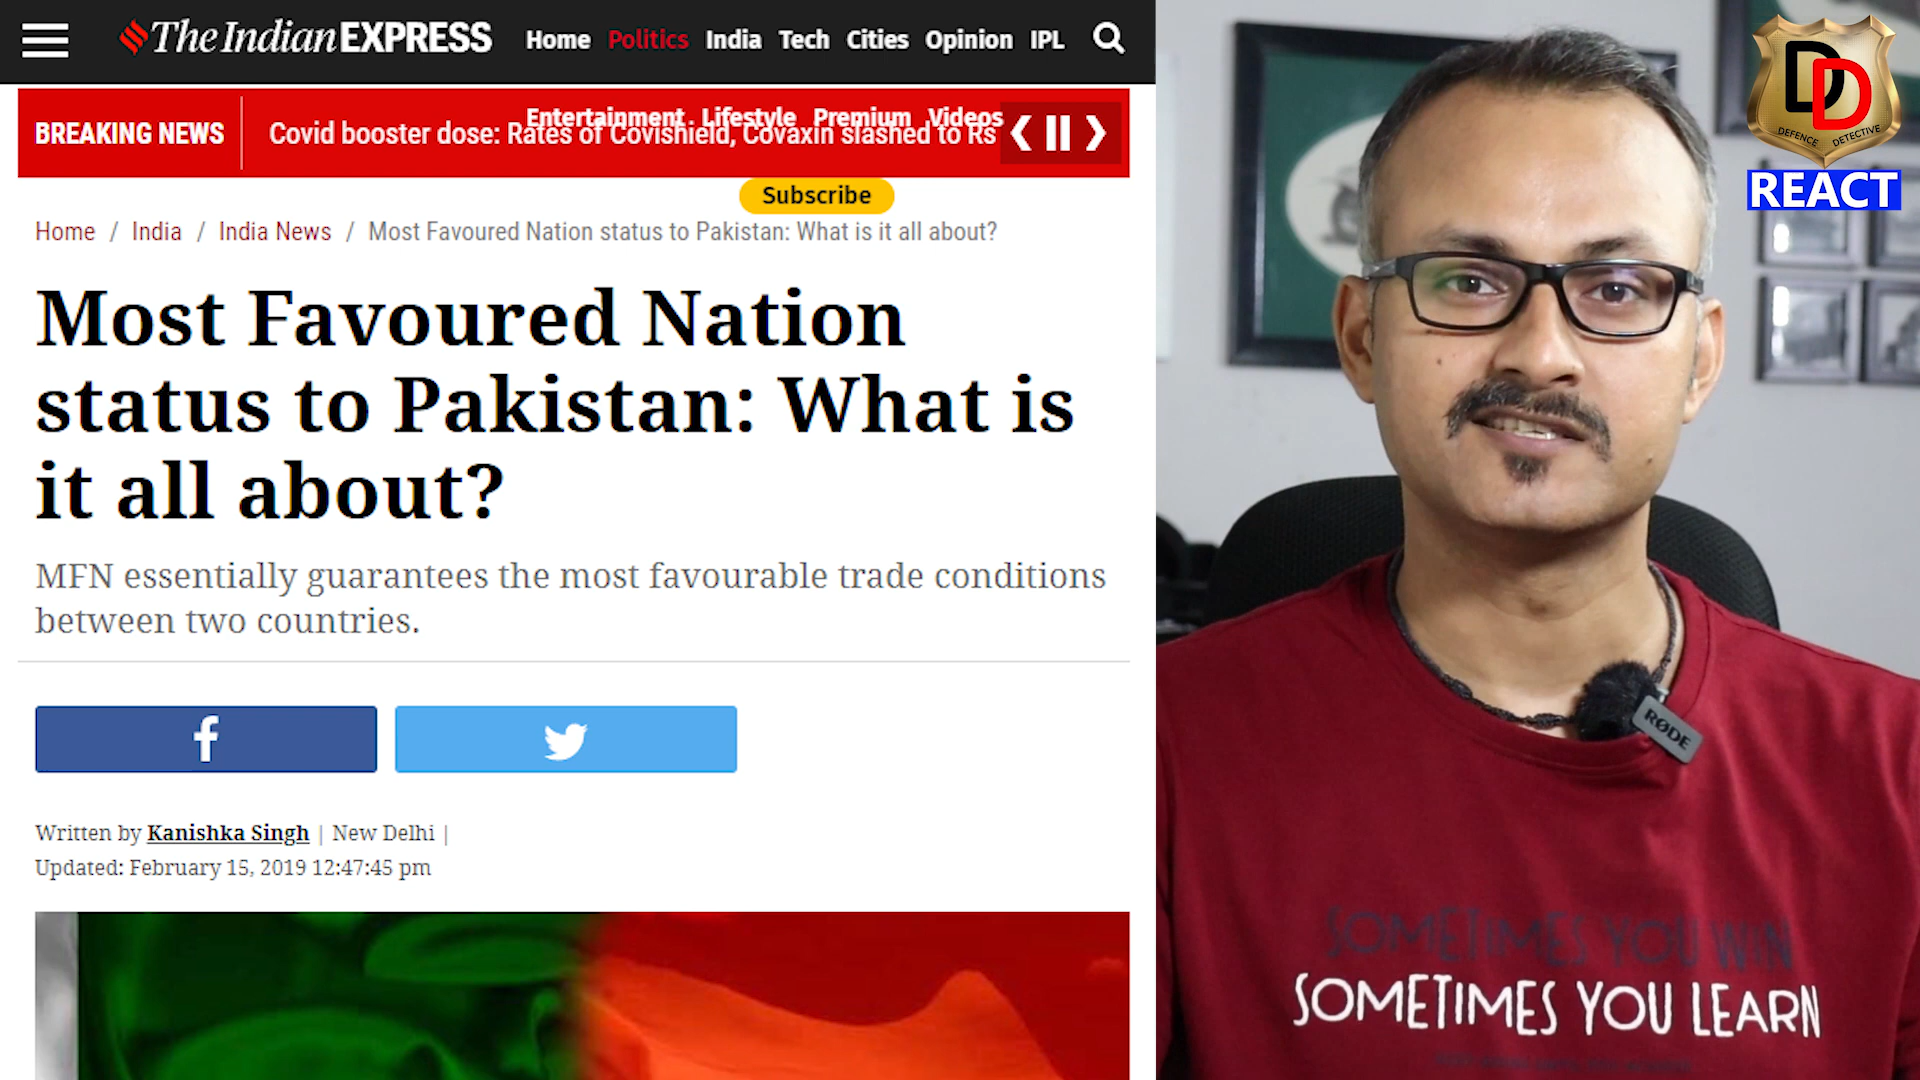 The Indian EXPRESS
Home Politics India Tech Cities Opinion IPL
Entertainment Lifestyle Premium Videos
BREAKING NEWS
Covid booster dose: Rates of Covishield, Covaxin slashed to Rs
Subscribe
Home / India / India News / Most Favoured Nation status to Pakistan: What is it all about?
Most Favoured Nation
status to Pakistan: What is
it all about?
MFN essentially guarantees the most favourable trade conditions
between two countries.
Written by Kanishka Singh | New Delhi |
Updated: February 15, 2019 12:47:45 pm
DD
DEFENCE DETECTIVE
REACT
RØDE
SOMETIMES YOU WIN
SOMETIMES YOU LEARN